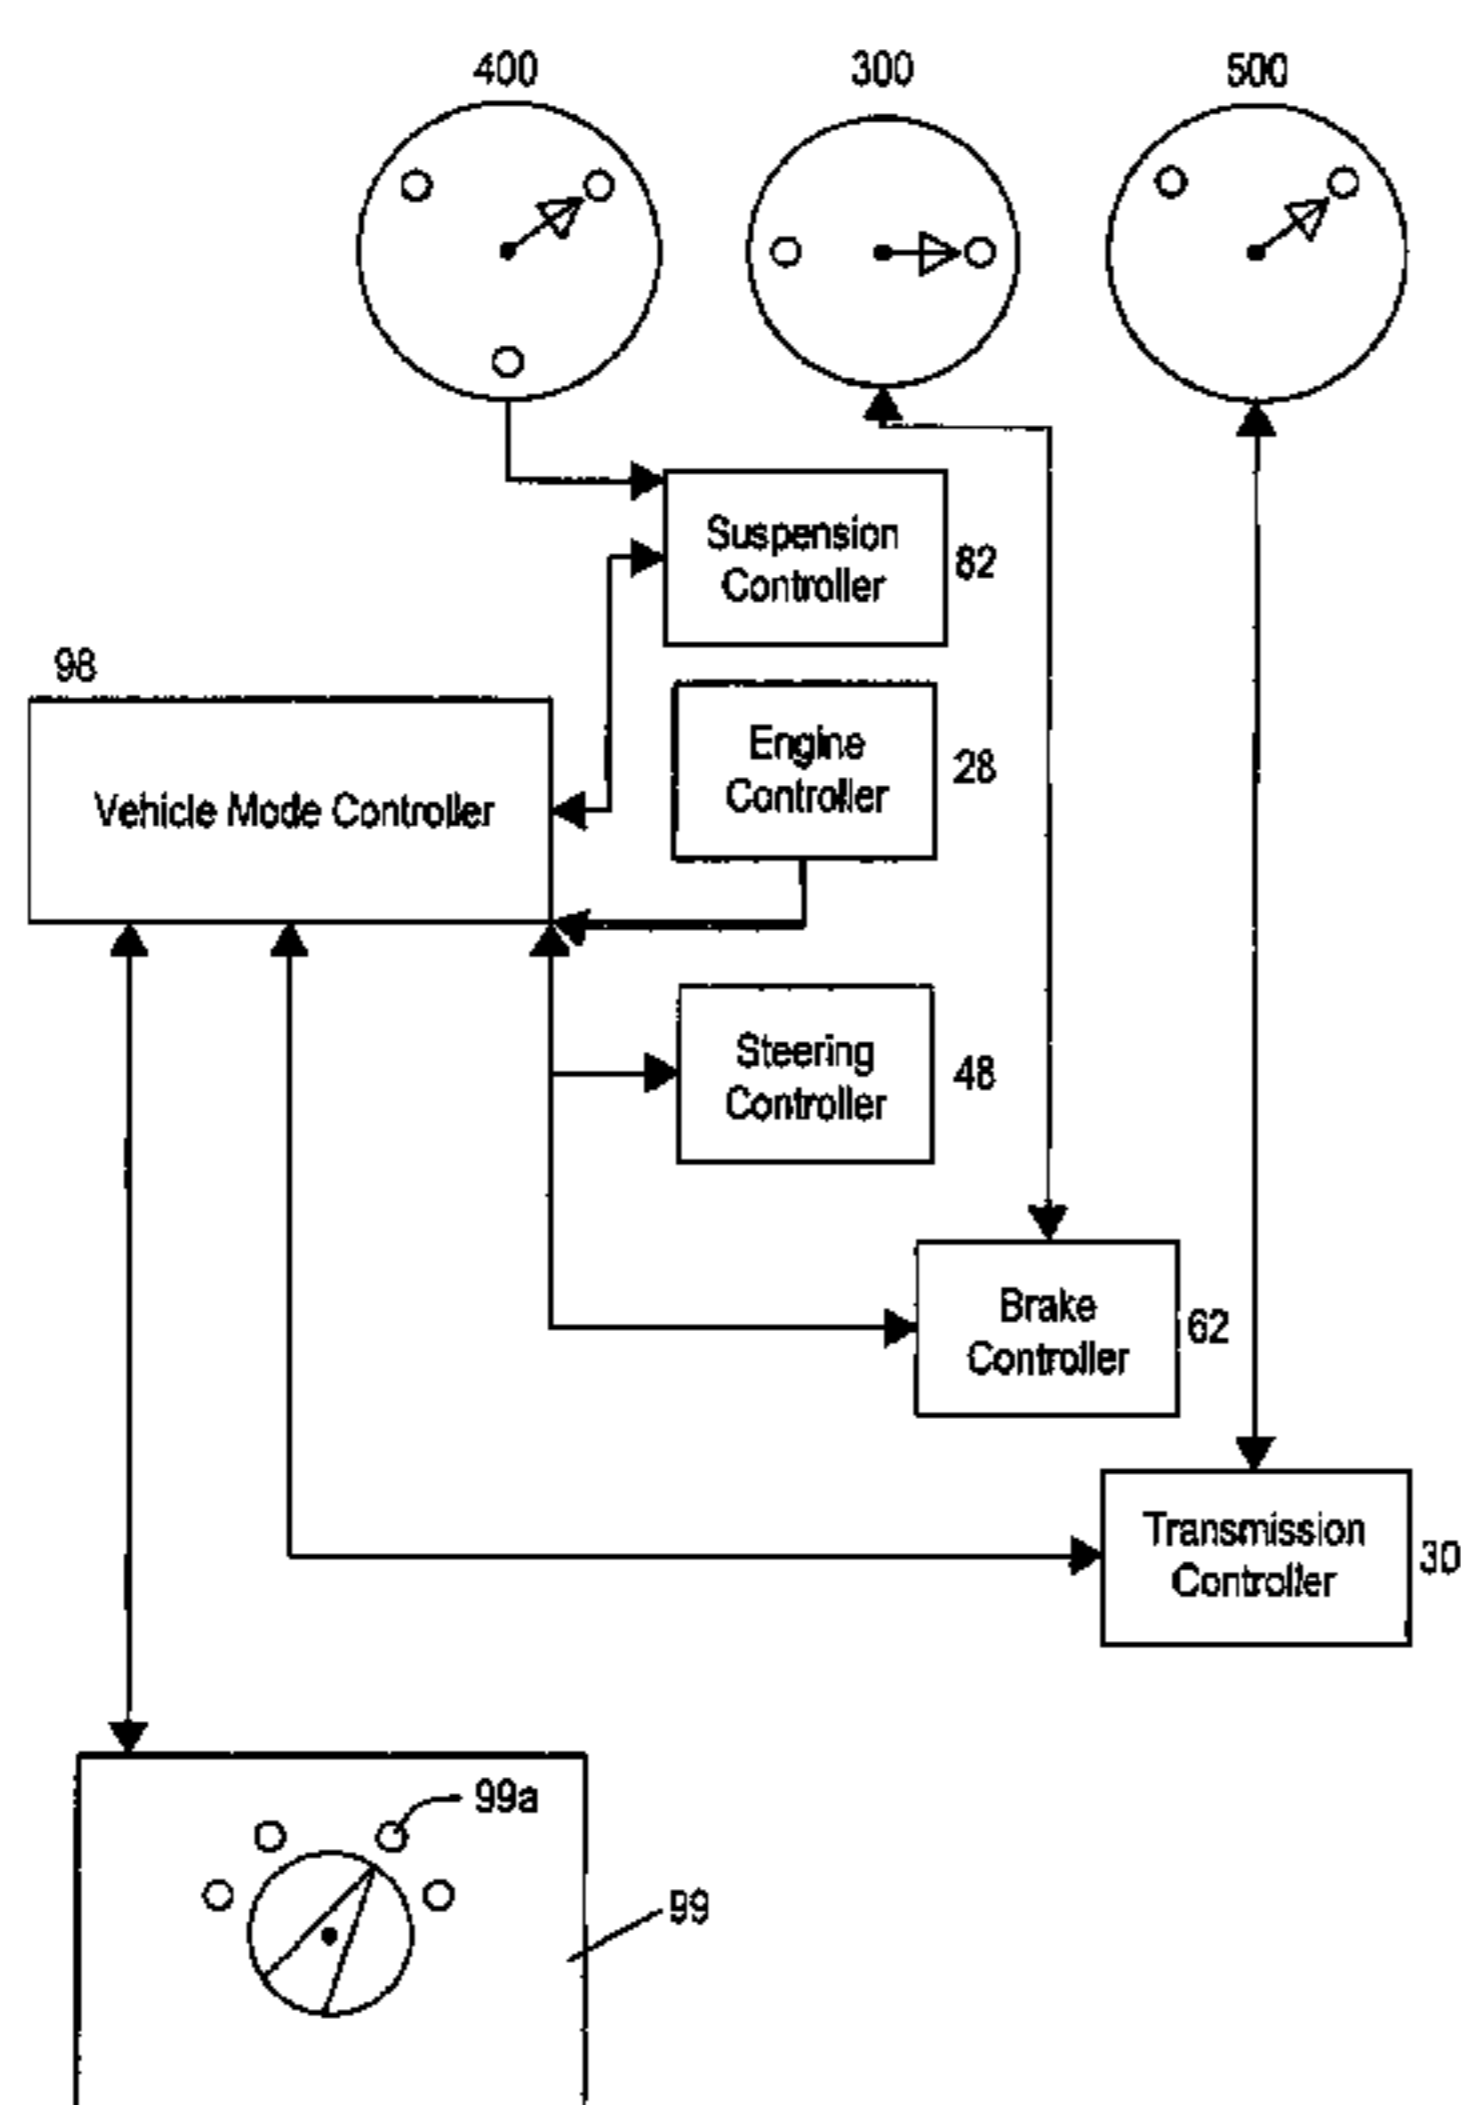 400
300
500
Suspension
Controller
82
98
Vehicle Mode Controller
Engine
Controller
28
Steering
Controller
48
Brake
Controller
62
Transmission
Controller
30
99a
99